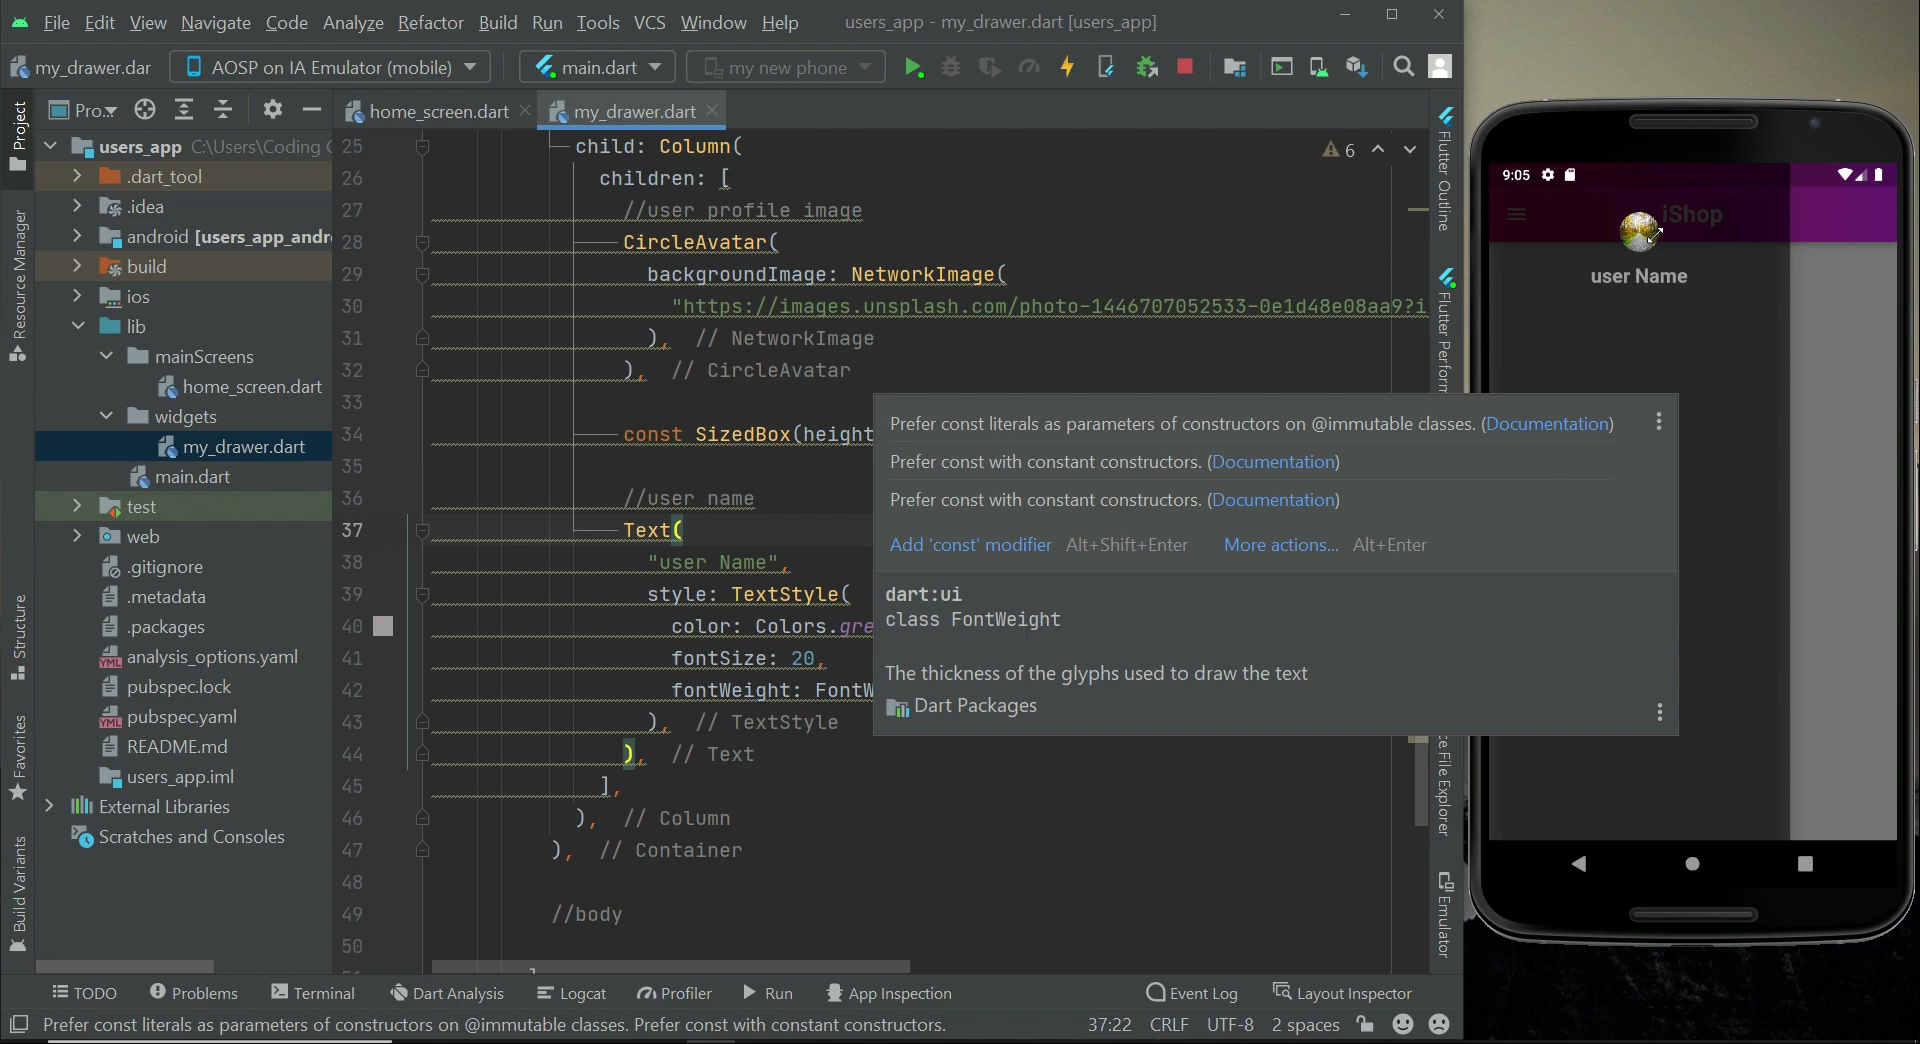 File Edit View Navigate Code Analyze Refactor Build Run Tools VCS Window Help users_app - my_drawer.dart [users_app]
my_drawer.dar AOSP on IA Emulator (mobile) main.dart my new phone
Pro... home_screen.dart my_drawer.dart
Project
Resource Manager
Structure
Favorites
Build Variants
users_app C:\Users\Coding
.dart_tool
.idea
android [users_app_andr
build
ios
lib
mainScreens
home_screen.dart
widgets
my_drawer.dart
main.dart
test
web
.gitignore
.metadata
.packages
analysis_options.yaml
pubspec.lock
pubspec.yaml
README.md
users_app.iml
External Libraries
Scratches and Consoles
6
25 child: Column(
26 children: [
27 //user profile image
28 CircleAvatar(
29 backgroundImage: NetworkImage(
30 "https://images.unsplash.com/photo-1446707052533-0e1d48e08aa9?i
31 ), // NetworkImage
32 ), // CircleAvatar
33
34 const SizedBox(height
35
36 //user name
37 Text(
38 "user Name",
39 style: TextStyle(
40 color: Colors.gre
41 fontSize: 20,
42 fontWeight: FontW
43 ), // TextStyle
44 ), // Text
45 ],
46 ), // Column
47 ), // Container
48
49 //body
50
Prefer const literals as parameters of constructors on @immutable classes. (Documentation)
Prefer const with constant constructors. (Documentation)
Prefer const with constant constructors. (Documentation)
Add 'const' modifier Alt+Shift+Enter More actions... Alt+Enter
dart:ui
class FontWeight
The thickness of the glyphs used to draw the text
Dart Packages
Flutter Outline
Flutter Perform
e File Explorer
Emulator
9:05
iShop
user Name
TODO Problems Terminal Dart Analysis Logcat Profiler Run App Inspection Event Log Layout Inspector
Prefer const literals as parameters of constructors on @immutable classes. Prefer const with constant constructors. 37:22 CRLF UTF-8 2 spaces